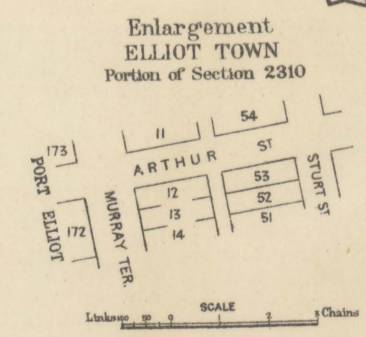 Enlargement
ELLIOT TOWN
Portion of Section 2310
173
11
54
ARTHUR ST
PORT ELLIOT
172
MURRAY TER.
12
13
14
53
52
51
STURT ST
SCALE
Links 100 50 0 1 2 3 Chains